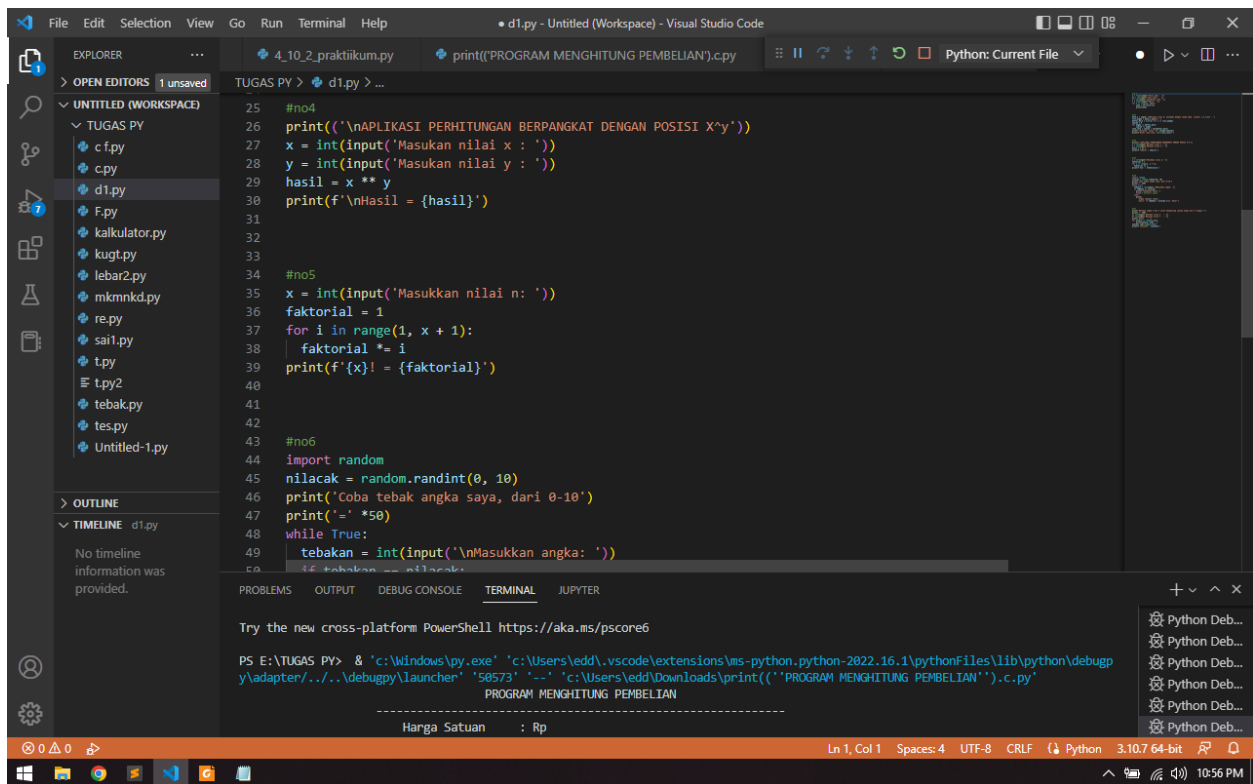 File Edit Selection View Go Run Terminal Help
● d1.py - Untitled (Workspace) - Visual Studio Code
EXPLORER ...
4_10_2_praktiikum.py
print(('PROGRAM MENGHITUNG PEMBELIAN').c.py
Python: Current File
> OPEN EDITORS 1 unsaved
TUGAS PY > d1.py > ...
UNTITLED (WORKSPACE)
TUGAS PY
c f.py
c.py
d1.py
F.py
kalkulator.py
kugt.py
lebar2.py
mkmnkd.py
re.py
sai1.py
t.py
t.py2
tebak.py
tes.py
Untitled-1.py
> OUTLINE
TIMELINE d1.py
No timeline
information was
provided.
1
7
25 #no4
26 print(('\nAPLIKASI PERHITUNGAN BERPANGKAT DENGAN POSISI X^y'))
27 x = int(input('Masukan nilai x : '))
28 y = int(input('Masukan nilai y : '))
29 hasil = x ** y
30 print(f'\nHasil = {hasil}')
31
32
33
34 #no5
35 x = int(input('Masukkan nilai n: '))
36 faktorial = 1
37 for i in range(1, x + 1):
38 faktorial *= i
39 print(f'{x}! = {faktorial}')
40
41
42
43 #no6
44 import random
45 nilacak = random.randint(0, 10)
46 print('Coba tebak angka saya, dari 0-10')
47 print('=' *50)
48 while True:
49 tebakan = int(input('\nMasukkan angka: '))
50 if tebakan == nilacak:
PROBLEMS OUTPUT DEBUG CONSOLE TERMINAL JUPYTER
Try the new cross-platform PowerShell https://aka.ms/pscore6
PS E:\TUGAS PY> & 'c:\Windows\py.exe' 'c:\Users\edd\.vscode\extensions\ms-python.python-2022.16.1\pythonFiles\lib\python\debugp
y\adapter/../..\debugpy\launcher' '50573' '--' 'c:\Users\edd\Downloads\print((''PROGRAM MENGHITUNG PEMBELIAN'').c.py'
PROGRAM MENGHITUNG PEMBELIAN
------------------------------------------------------------
Harga Satuan : Rp
Python Deb...
Python Deb...
Python Deb...
Python Deb...
Python Deb...
Python Deb...
0 0
Ln 1, Col 1 Spaces: 4 UTF-8 CRLF Python 3.10.7 64-bit
10:56 PM